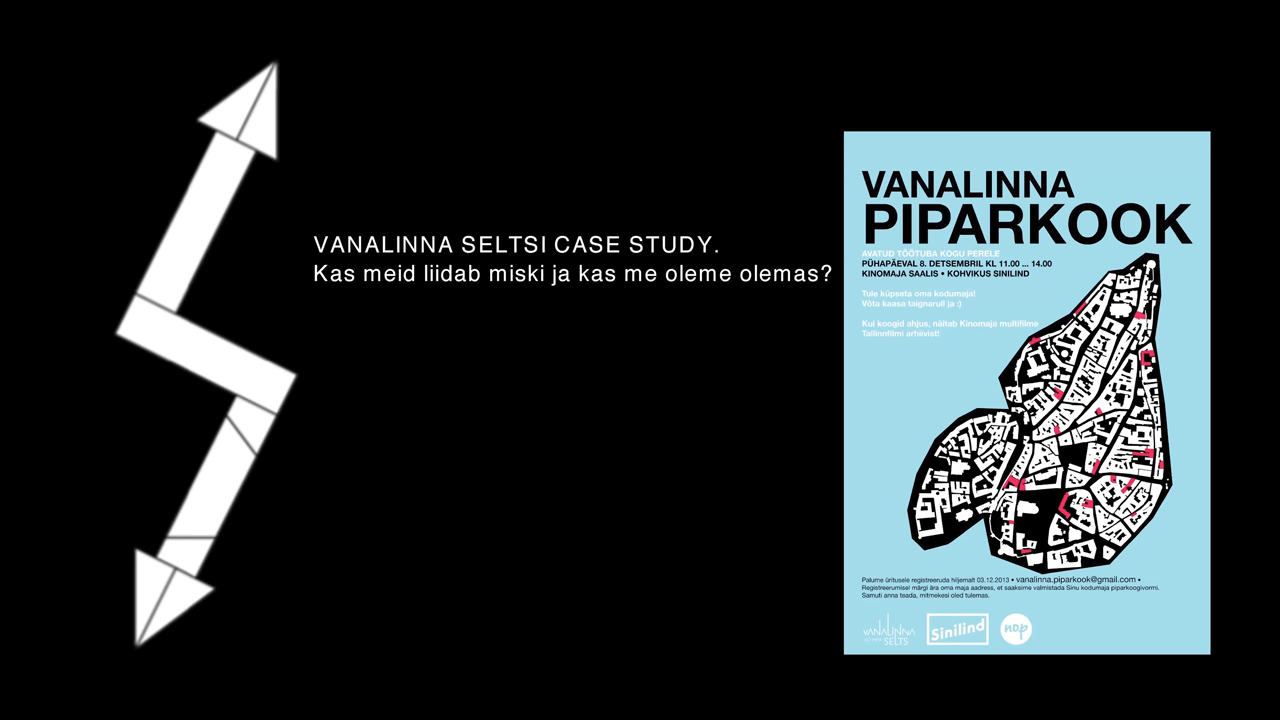 VANALINNA SELTSI CASE STUDY.
Kas meid liidab miski ja kas me oleme olemas?
VANALINNA
PIPARKOOK
AVATUD TÖÖTUBA KOGU PERELE
PÜHAPÄEVAL 8. DETSEMBRIL KL 11.00 ... 14.00
KINOMAJA SAALIS • KOHVIKUS SINILIND
Tule küpseta oma kodumaja!
Võta kaasa taignarull ja :)
Kui koogid ahjus, näitab Kinomaja multifilme
Tallinnfilmi arhiivist!
Palume üritusele registreeruda hiljemalt 03.12.2013 • vanalinna.piparkook@gmail.com •
Registreerumisel märgi ära oma maja aadress, et saaksime valmistada Sinu kodumaja piparkoogivormi.
Samuti anna teada, mitmekesi oled tulemas.
VANALINNA
SELTS
Sinilind
nop